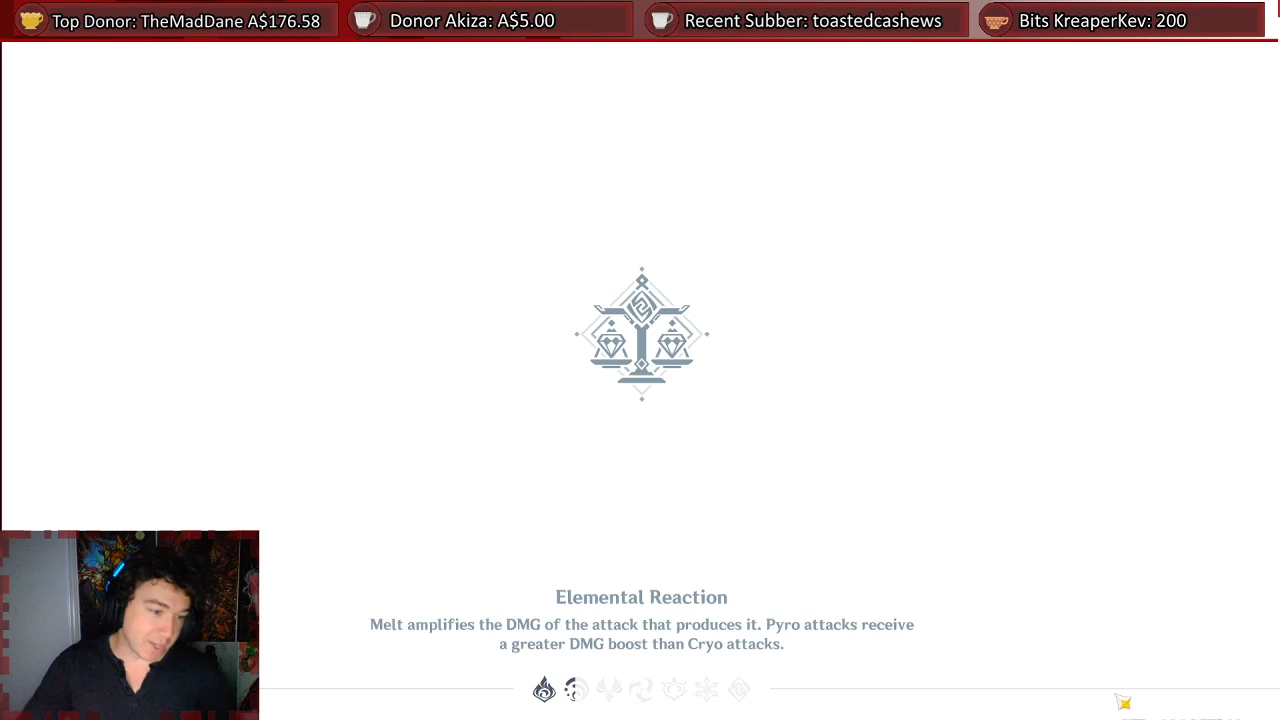 Top Donor: TheMadDane A$176.58
Donor Akiza: A$5.00
Recent Subber: toastedcashews
Bits KreaperKev: 200
Elemental Reaction
Melt amplifies the DMG of the attack that produces it. Pyro attacks receive
a greater DMG boost than Cryo attacks.